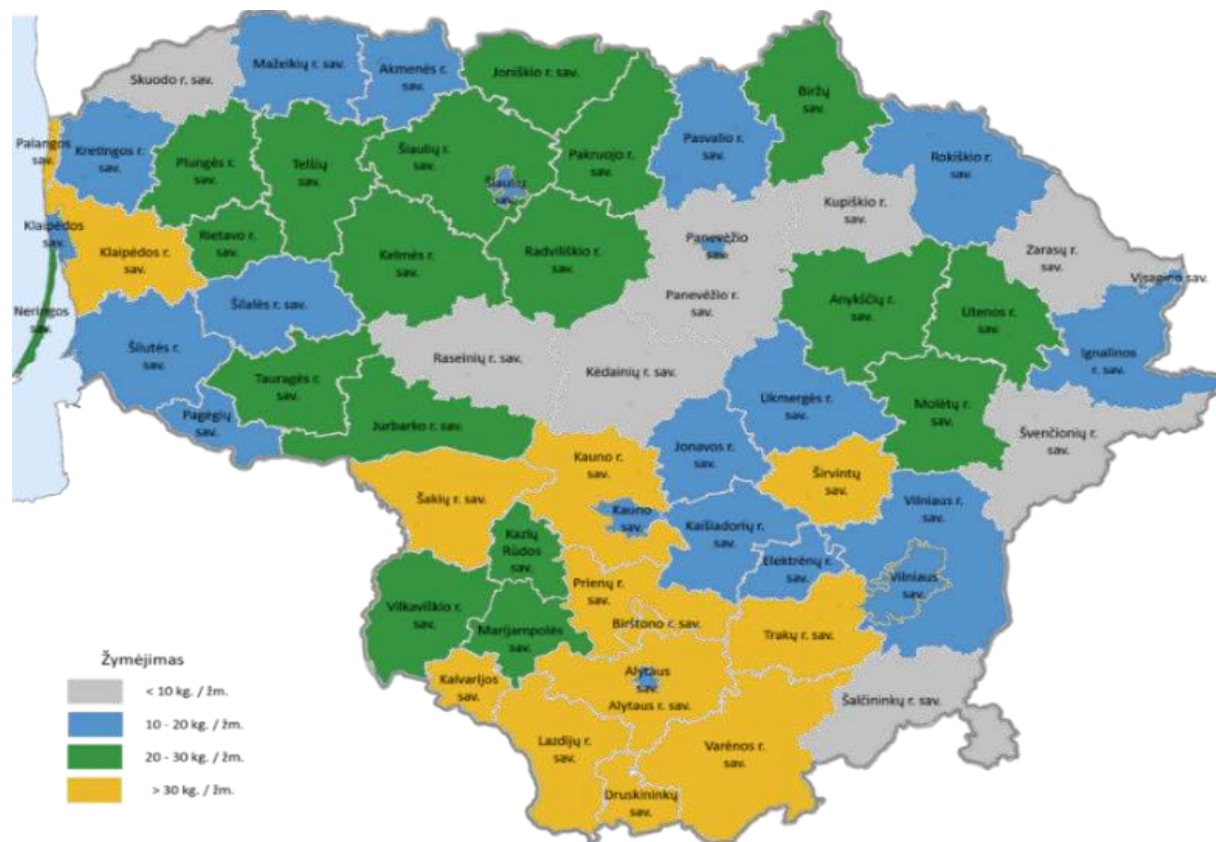 Skuodo r. sav.
Mažeikių r.
sav.
Akmenės r.
sav.
Joniškio r. sav.
Biržų
sav.
Palangos
sav.
Kretingos r.
sav.
Plungės r.
sav.
Telšių
sav.
Šiaulių r.
sav.
Šiaulių
sav.
Pakruojo r.
sav.
Pasvalio r.
sav.
Rokiškio r.
sav.
Kupiškio r.
sav.
Zarasų r.
sav.
Visagino sav.
Klaipėdos
sav.
Klaipėdos r.
sav.
Rietavo r.
sav.
Kelmės r.
sav.
Radviliškio r.
sav.
Panevėžio
sav.
Panevėžio r.
sav.
Anykščių r.
sav.
Utenos r.
sav.
Ignalinos
r. sav.
Neringos
sav.
Šilalės r. sav.
Šilutės r.
sav.
Raseinių r. sav.
Kėdainių r. sav.
Ukmergės r.
sav.
Molėtų r.
sav.
Švenčionių r.
sav.
Tauragės r.
sav.
Pagėgių
sav.
Jurbarko r. sav.
Jonavos r.
sav.
Širvintų
sav.
Šakių r. sav.
Kauno r.
sav.
Kauno
sav.
Kaišiadorių r.
sav.
Elektrėnų r.
sav.
Vilniaus r.
sav.
Vilniaus
sav.
Kazlų
Rūdos
sav.
Prienų r.
sav.
Birštono r. sav.
Trakų r. sav.
Vilkaviškio r.
sav.
Marijampolės
sav.
Kalvarijos
sav.
Alytaus
sav.
Alytaus r. sav.
Šalčininkų r. sav.
Lazdijų r.
sav.
Varėnos r.
sav.
Druskininkų
sav.
Žymėjimas
< 10 kg. / žm.
10 - 20 kg. / žm.
20 - 30 kg. / žm.
> 30 kg. / žm.